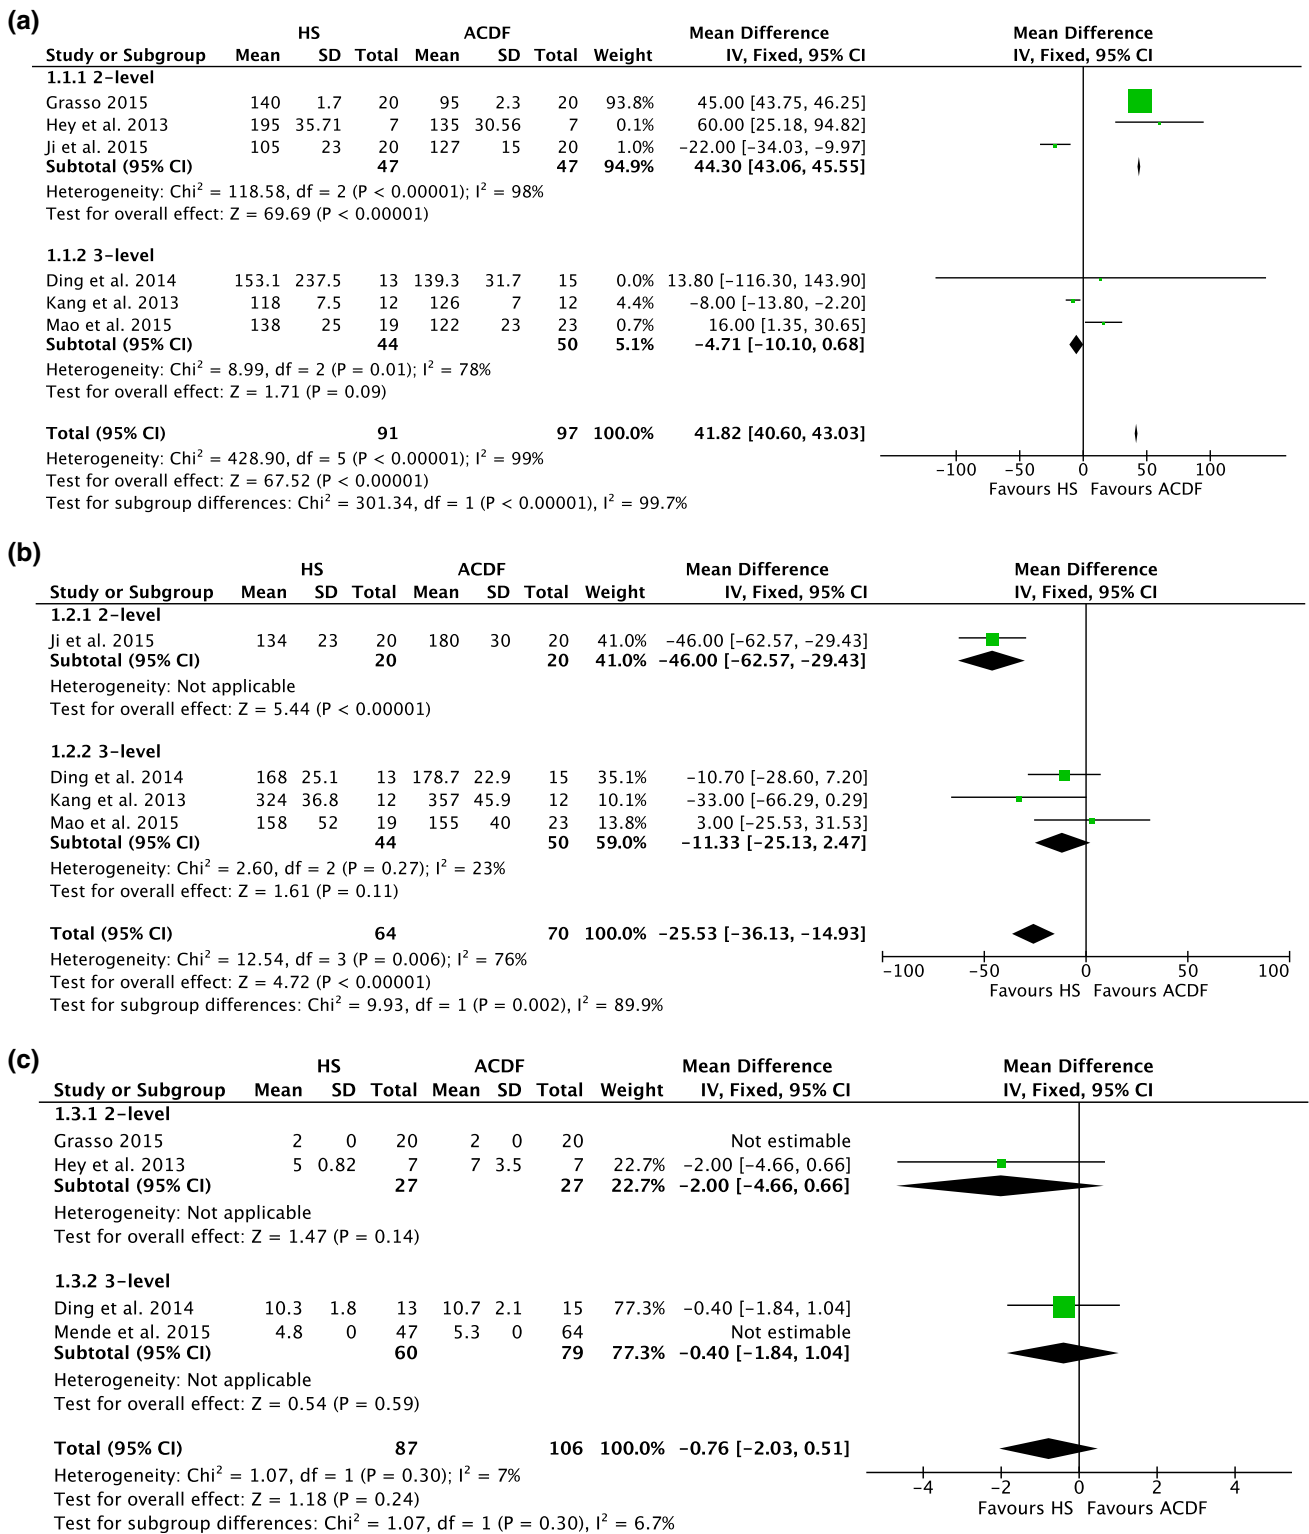 (a)
HS ACDF Mean Difference Mean Difference
Study or Subgroup Mean SD Total Mean SD Total Weight IV, Fixed, 95% CI IV, Fixed, 95% CI
1.1.1 2-level
Grasso 2015 140 1.7 20 95 2.3 20 93.8% 45.00 [43.75, 46.25]
Hey et al. 2013 195 35.71 7 135 30.56 7 0.1% 60.00 [25.18, 94.82]
Ji et al. 2015 105 23 20 127 15 20 1.0% -22.00 [-34.03, -9.97]
Subtotal (95% CI) 47 47 94.9% 44.30 [43.06, 45.55]
Heterogeneity: Chi² = 118.58, df = 2 (P < 0.00001); I² = 98%
Test for overall effect: Z = 69.69 (P < 0.00001)
1.1.2 3-level
Ding et al. 2014 153.1 237.5 13 139.3 31.7 15 0.0% 13.80 [-116.30, 143.90]
Kang et al. 2013 118 7.5 12 126 7 12 4.4% -8.00 [-13.80, -2.20]
Mao et al. 2015 138 25 19 122 23 23 0.7% 16.00 [1.35, 30.65]
Subtotal (95% CI) 44 50 5.1% -4.71 [-10.10, 0.68]
Heterogeneity: Chi² = 8.99, df = 2 (P = 0.01); I² = 78%
Test for overall effect: Z = 1.71 (P = 0.09)
Total (95% CI) 91 97 100.0% 41.82 [40.60, 43.03]
Heterogeneity: Chi² = 428.90, df = 5 (P < 0.00001); I² = 99%
Test for overall effect: Z = 67.52 (P < 0.00001)
Test for subgroup differences: Chi² = 301.34, df = 1 (P < 0.00001), I² = 99.7%
-100 -50 0 50 100
Favours HS Favours ACDF
(b)
HS ACDF Mean Difference Mean Difference
Study or Subgroup Mean SD Total Mean SD Total Weight IV, Fixed, 95% CI IV, Fixed, 95% CI
1.2.1 2-level
Ji et al. 2015 134 23 20 180 30 20 41.0% -46.00 [-62.57, -29.43]
Subtotal (95% CI) 20 20 41.0% -46.00 [-62.57, -29.43]
Heterogeneity: Not applicable
Test for overall effect: Z = 5.44 (P < 0.00001)
1.2.2 3-level
Ding et al. 2014 168 25.1 13 178.7 22.9 15 35.1% -10.70 [-28.60, 7.20]
Kang et al. 2013 324 36.8 12 357 45.9 12 10.1% -33.00 [-66.29, 0.29]
Mao et al. 2015 158 52 19 155 40 23 13.8% 3.00 [-25.53, 31.53]
Subtotal (95% CI) 44 50 59.0% -11.33 [-25.13, 2.47]
Heterogeneity: Chi² = 2.60, df = 2 (P = 0.27); I² = 23%
Test for overall effect: Z = 1.61 (P = 0.11)
Total (95% CI) 64 70 100.0% -25.53 [-36.13, -14.93]
Heterogeneity: Chi² = 12.54, df = 3 (P = 0.006); I² = 76%
Test for overall effect: Z = 4.72 (P < 0.00001)
Test for subgroup differences: Chi² = 9.93, df = 1 (P = 0.002), I² = 89.9%
-100 -50 0 50 100
Favours HS Favours ACDF
(c)
HS ACDF Mean Difference Mean Difference
Study or Subgroup Mean SD Total Mean SD Total Weight IV, Fixed, 95% CI IV, Fixed, 95% CI
1.3.1 2-level
Grasso 2015 2 0 20 2 0 20 Not estimable
Hey et al. 2013 5 0.82 7 7 3.5 7 22.7% -2.00 [-4.66, 0.66]
Subtotal (95% CI) 27 27 22.7% -2.00 [-4.66, 0.66]
Heterogeneity: Not applicable
Test for overall effect: Z = 1.47 (P = 0.14)
1.3.2 3-level
Ding et al. 2014 10.3 1.8 13 10.7 2.1 15 77.3% -0.40 [-1.84, 1.04]
Mende et al. 2015 4.8 0 47 5.3 0 64 Not estimable
Subtotal (95% CI) 60 79 77.3% -0.40 [-1.84, 1.04]
Heterogeneity: Not applicable
Test for overall effect: Z = 0.54 (P = 0.59)
Total (95% CI) 87 106 100.0% -0.76 [-2.03, 0.51]
Heterogeneity: Chi² = 1.07, df = 1 (P = 0.30); I² = 7%
Test for overall effect: Z = 1.18 (P = 0.24)
Test for subgroup differences: Chi² = 1.07, df = 1 (P = 0.30), I² = 6.7%
-4 -2 0 2 4
Favours HS Favours ACDF